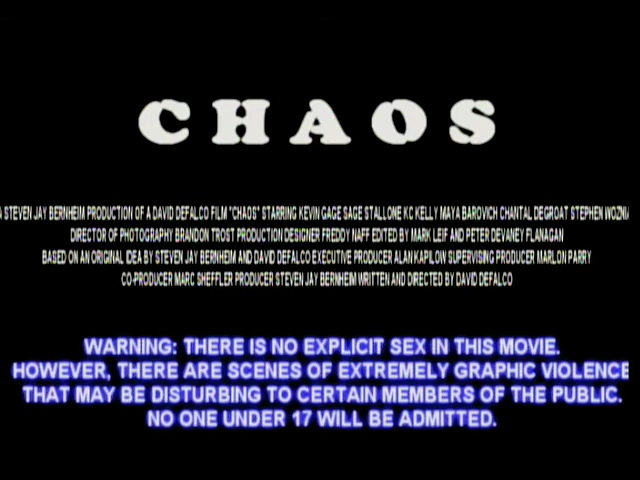 CHAOS
A STEVEN JAY BERNHEIM PRODUCTION OF A DAVID DEFALCO FILM "CHAOS" STARRING KEVIN GAGE SAGE STALLONE KC KELLY MAYA BAROVICH CHANTAL DEGROAT STEPHEN WOZNIA
DIRECTOR OF PHOTOGRAPHY BRANDON TROST PRODUCTION DESIGNER FREDDY NAFF EDITED BY MARK LEIF AND PETER DEVANEY FLANAGAN
BASED ON AN ORIGINAL IDEA BY STEVEN JAY BERNHEIM AND DAVID DEFALCO EXECUTIVE PRODUCER ALAN KAPILOW SUPERVISING PRODUCER MARLON PARRY
CO-PRODUCER MARC SHEFFLER PRODUCER STEVEN JAY BERNHEIM WRITTEN AND DIRECTED BY DAVID DEFALCO
WARNING: THERE IS NO EXPLICIT SEX IN THIS MOVIE.
HOWEVER, THERE ARE SCENES OF EXTREMELY GRAPHIC VIOLENCE
THAT MAY BE DISTURBING TO CERTAIN MEMBERS OF THE PUBLIC.
NO ONE UNDER 17 WILL BE ADMITTED.